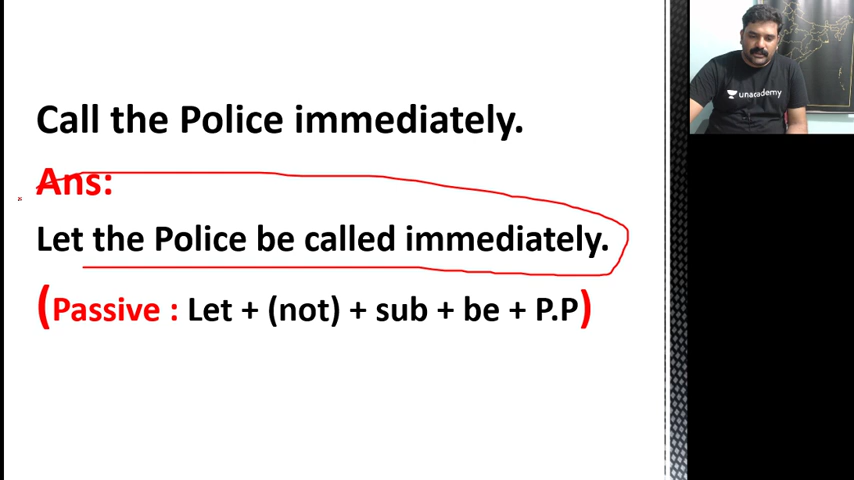 Call the Police immediately.
Ans:
Let the Police be called immediately.
(Passive : Let + (not) + sub + be + P.P)
unacademy